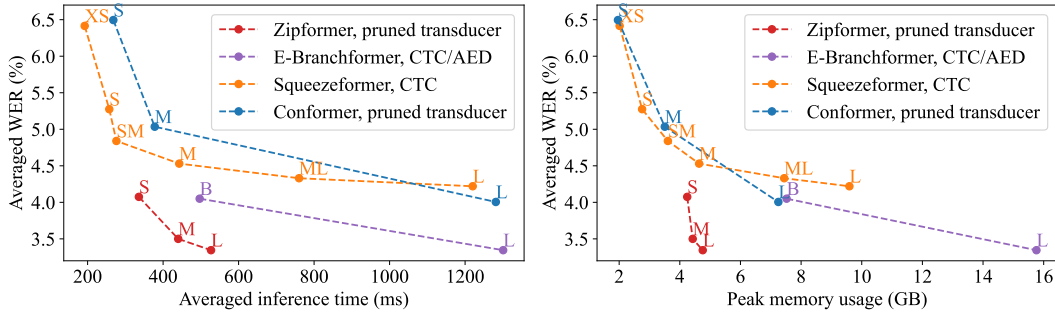 Averaged WER (%)
6.5
6.0
5.5
5.0
4.5
4.0
3.5
200
400
600
800
1000
1200
Averaged inference time (ms)
Zipformer, pruned transducer
E-Branchformer, CTC/AED
Squeezeformer, CTC
Conformer, pruned transducer
XS
S
S
M
SM
M
ML
L
S
M
L
B
L
L
Averaged WER (%)
6.5
6.0
5.5
5.0
4.5
4.0
3.5
2
4
6
8
10
12
14
16
Peak memory usage (GB)
Zipformer, pruned transducer
E-Branchformer, CTC/AED
Squeezeformer, CTC
Conformer, pruned transducer
S
XS
S
M
SM
M
ML
L
S
M
L
L
B
L